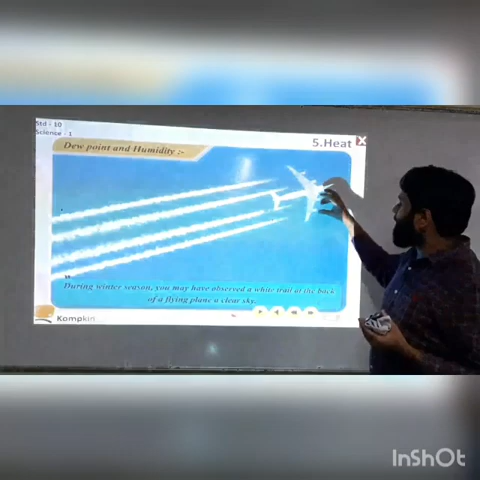 Std - 10
Science - 1
5.Heat
Dew point and Humidity :-
During winter season, you may have observed a white trail at the back
of a flying plane a clear sky.
Kompkin
InShOt